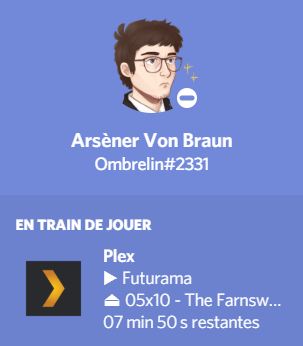 Arsèner Von Braun
Ombrelin#2331
EN TRAIN DE JOUER
Plex
▶ Futurama
⏏ 05x10 - The Farnsw...
07 min 50 s restantes